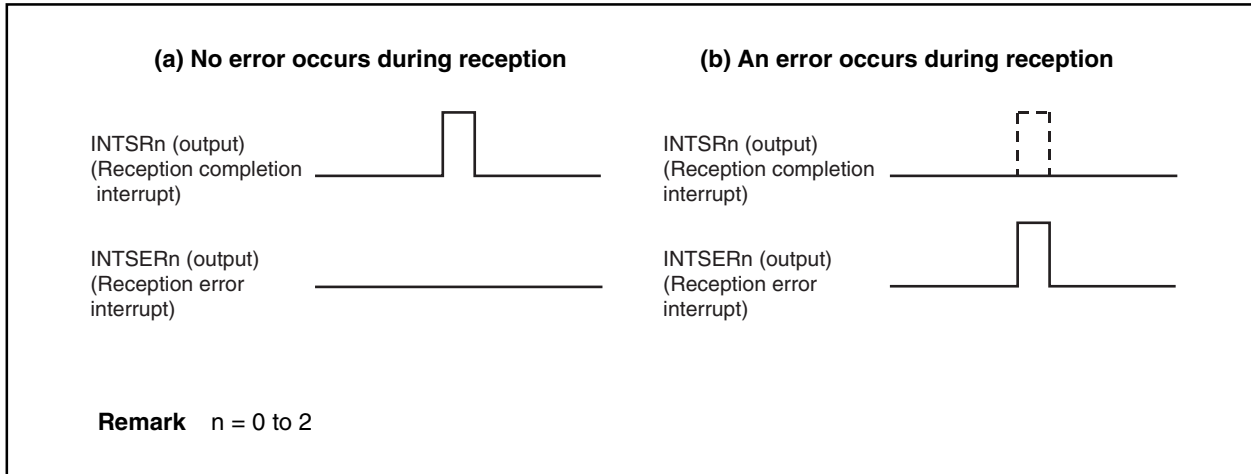 (a) No error occurs during reception
INTSRn (output)
(Reception completion
interrupt)
INTSERn (output)
(Reception error
interrupt)
(b) An error occurs during reception
INTSRn (output)
(Reception completion
interrupt)
INTSERn (output)
(Reception error
interrupt)
Remark n = 0 to 2